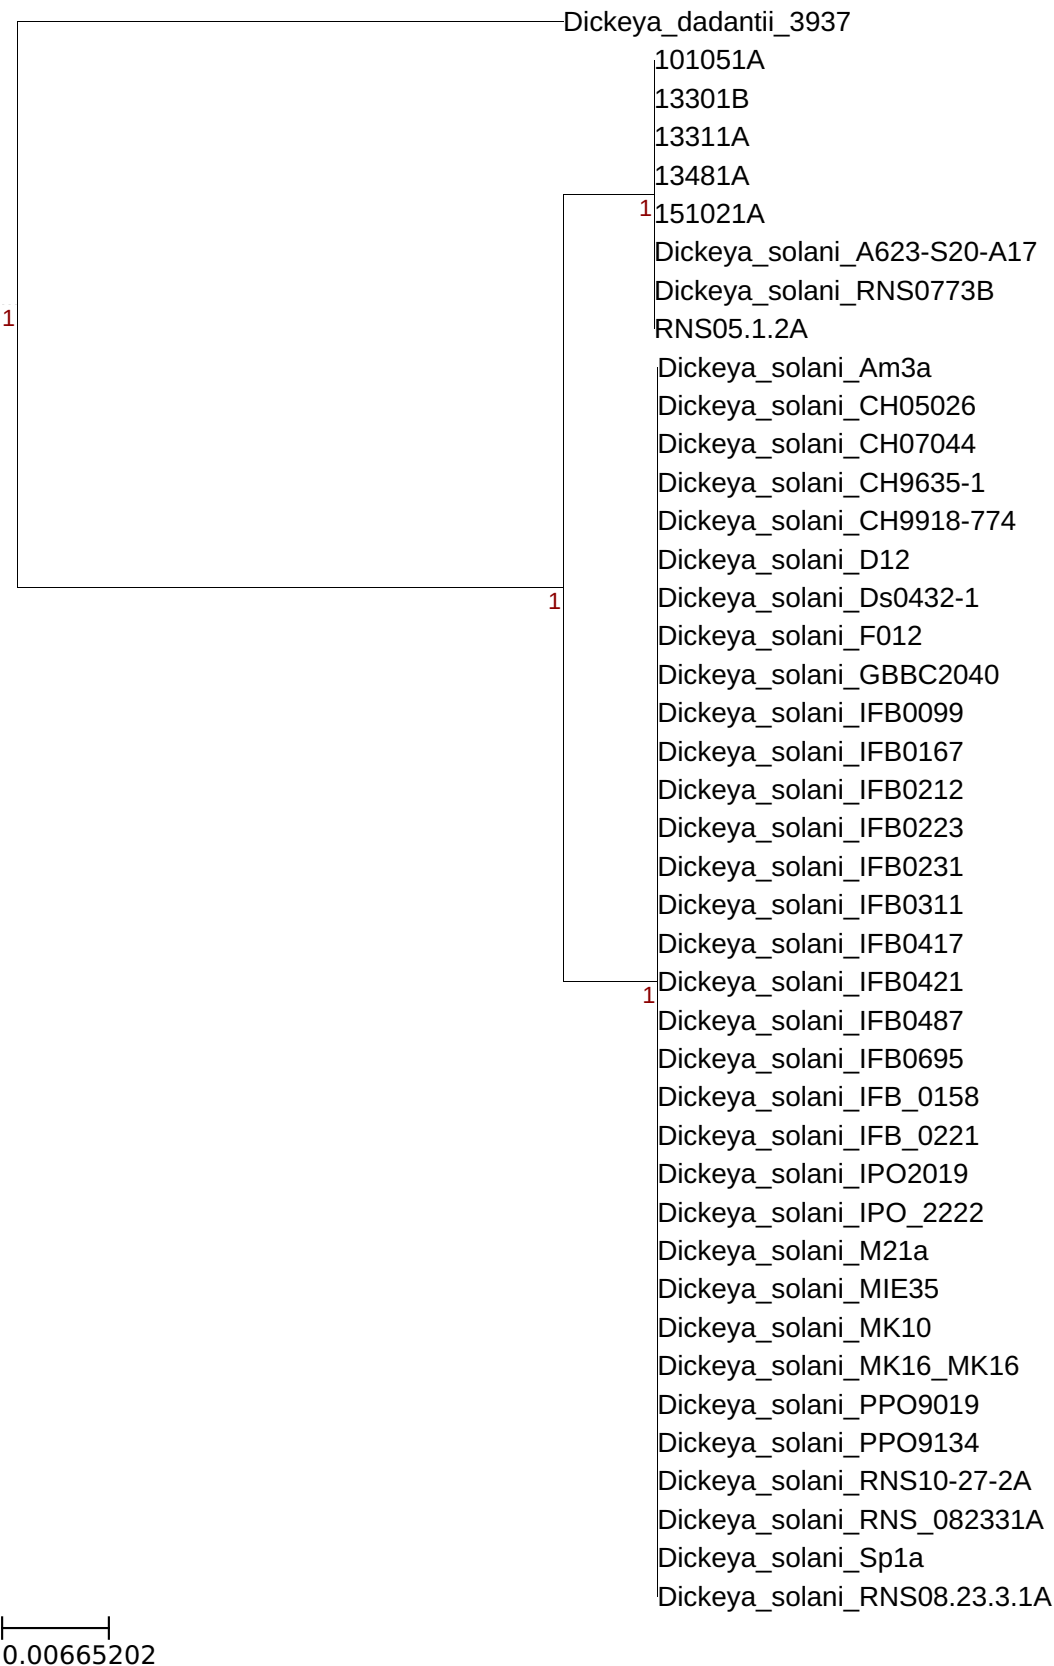 Dickeya_dadantii_3937
101051A
13301B
13311A
13481A
1
151021A
Dickeya_solani_A623-S20-A17
Dickeya_solani_RNS0773B
1
RNS05.1.2A
Dickeya_solani_Am3a
Dickeya_solani_CH05026
Dickeya_solani_CH07044
Dickeya_solani_CH9635-1
Dickeya_solani_CH9918-774
Dickeya_solani_D12
1
Dickeya_solani_Ds0432-1
Dickeya_solani_F012
Dickeya_solani_GBBC2040
Dickeya_solani_IFB0099
Dickeya_solani_IFB0167
Dickeya_solani_IFB0212
Dickeya_solani_IFB0223
Dickeya_solani_IFB0231
Dickeya_solani_IFB0311
Dickeya_solani_IFB0417
Dickeya_solani_IFB0421
1
Dickeya_solani_IFB0487
Dickeya_solani_IFB0695
Dickeya_solani_IFB_0158
Dickeya_solani_IFB_0221
Dickeya_solani_IPO2019
Dickeya_solani_IPO_2222
Dickeya_solani_M21a
Dickeya_solani_MIE35
Dickeya_solani_MK10
Dickeya_solani_MK16_MK16
Dickeya_solani_PPO9019
Dickeya_solani_PPO9134
Dickeya_solani_RNS10-27-2A
Dickeya_solani_RNS_082331A
Dickeya_solani_Sp1a
Dickeya_solani_RNS08.23.3.1A
0.00665202